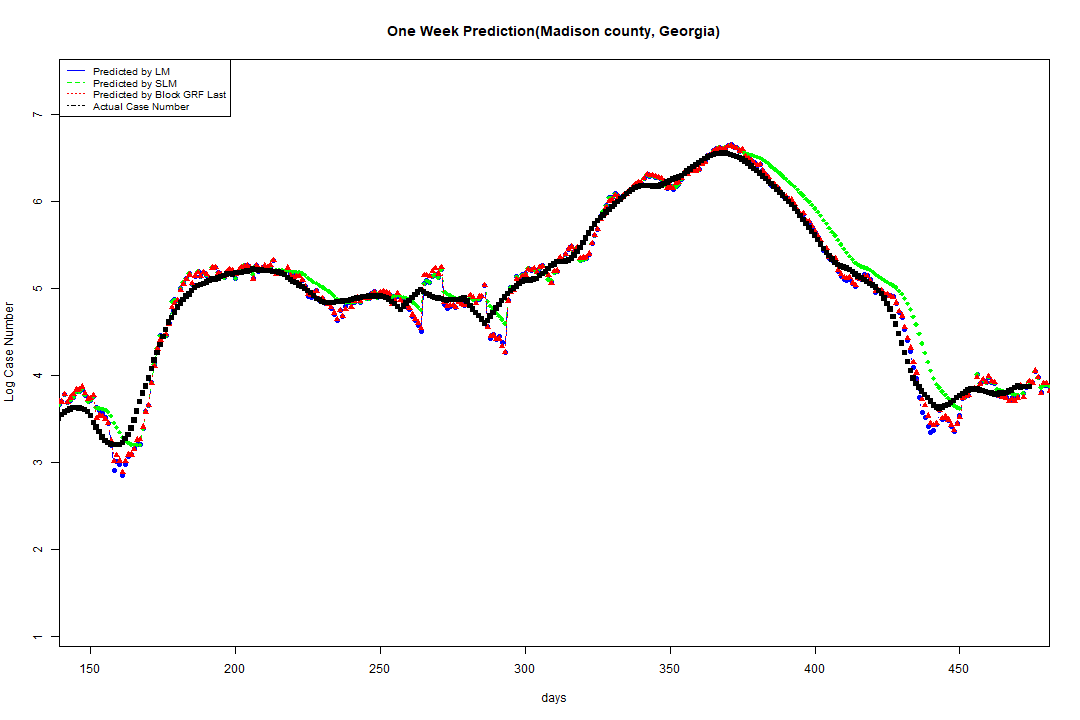 One Week Prediction(Madison county, Georgia)
Predicted by LM
Predicted by SLM
Predicted by Block GRF Last
Actual Case Number
7
6
5
4
3
2
1
Log Case Number
150 200 250 300 350 400 450
days